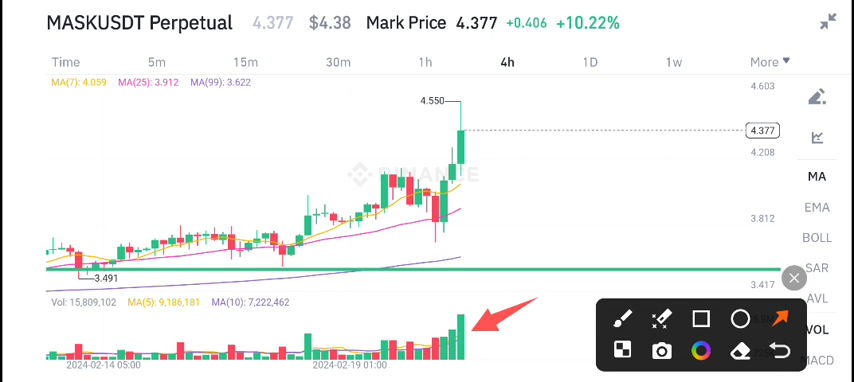 MASKUSDT Perpetual 4.377 $4.38 Mark Price 4.377 +0.406 +10.22%
Time 5m 15m 30m 1h 4h 1D 1w More
MA(7): 4.059 MA(25): 3.912 MA(99): 3.622
4.603
4.550
4.377
4.208
BINANCE
MA
EMA
3.812
BOLL
SAR
3.491
3.417
AVL
Vol: 15,809,102 MA(5): 9,186,181 MA(10): 7,222,462
VOL
MACD
2024-02-14 05:00 2024-02-19 01:00